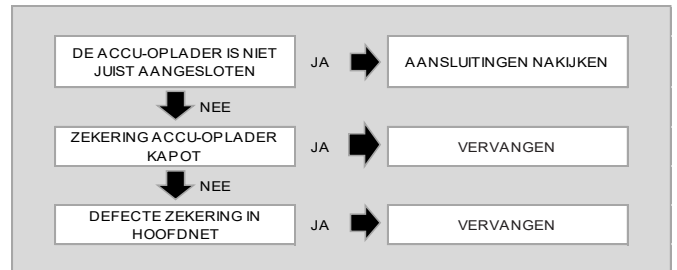 DE ACCU-OPLADER IS NIET
JUIST AANGESLOTEN
JA
AANSLUITINGEN NAKIJKEN
NEE
ZEKERING ACCU-OPLADER
KAPOT
JA
VERVANGEN
NEE
DEFECTE ZEKERING IN
HOOFDNET
JA
VERVANGEN